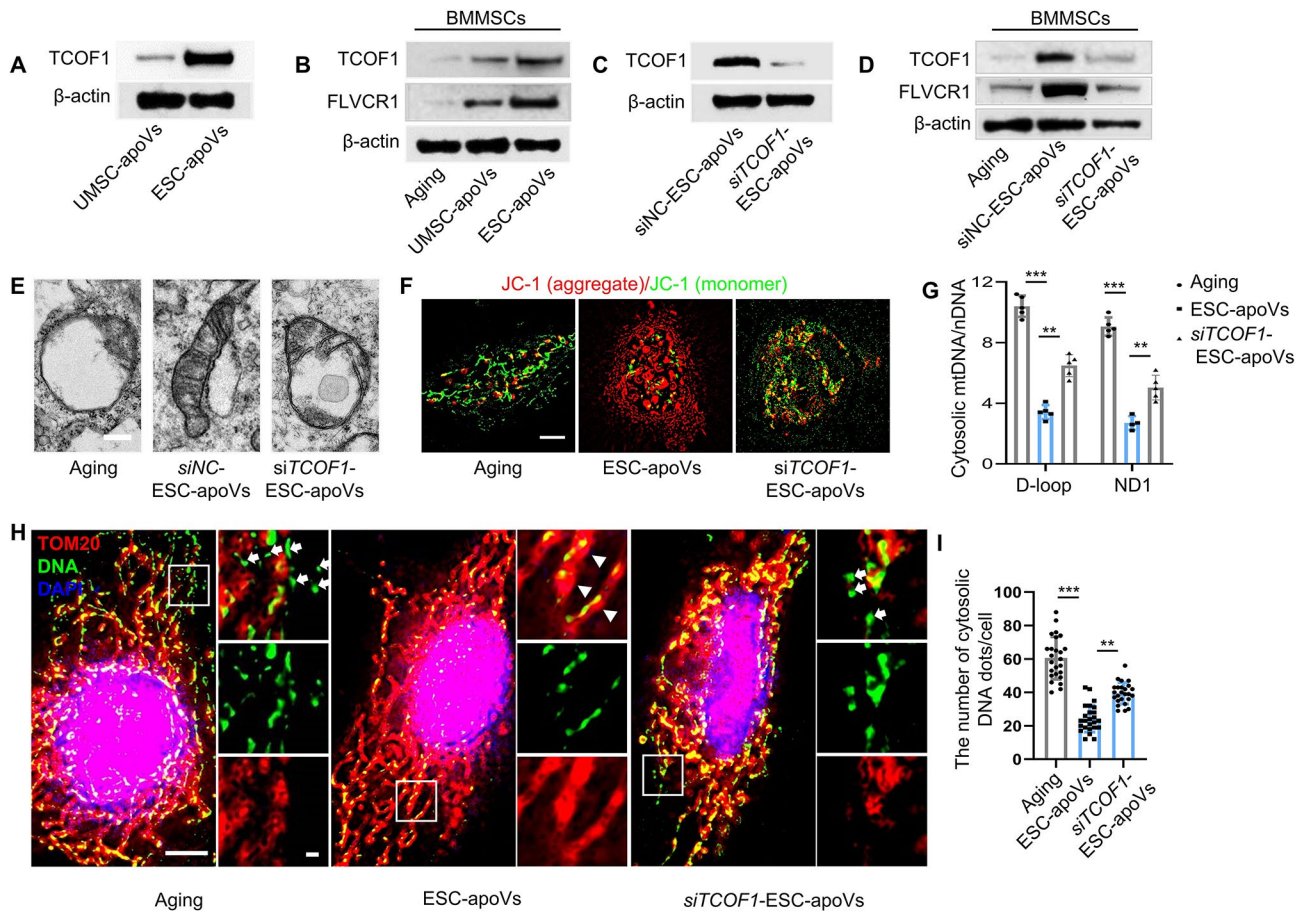 A
TCOF1
β-actin
UMSC-apoVs
ESC-apoVs
B
BMMSCs
TCOF1
FLVCR1
β-actin
Aging
UMSC-apoVs
ESC-apoVs
C
TCOF1
β-actin
siNC-ESC-apoVs
siTCOF1-
ESC-apoVs
D
BMMSCs
TCOF1
FLVCR1
β-actin
Aging
siNC-ESC-apoVs
siTCOF1-
ESC-apoVs
E
Aging
siNC-
ESC-apoVs
siTCOF1-
ESC-apoVs
F
JC-1 (aggregate)/JC-1 (monomer)
Aging
ESC-apoVs
siTCOF1-
ESC-apoVs
G
Cytosolic mtDNA/nDNA
12
8
4
0
***
**
***
**
D-loop
ND1
Aging
ESC-apoVs
siTCOF1-
ESC-apoVs
H
TOM20
DNA
DAPI
Aging
ESC-apoVs
siTCOF1-ESC-apoVs
I
The number of cytosolic
DNA dots/cell
100
80
60
40
20
0
***
**
Aging
ESC-apoVs
siTCOF1-
ESC-apoVs